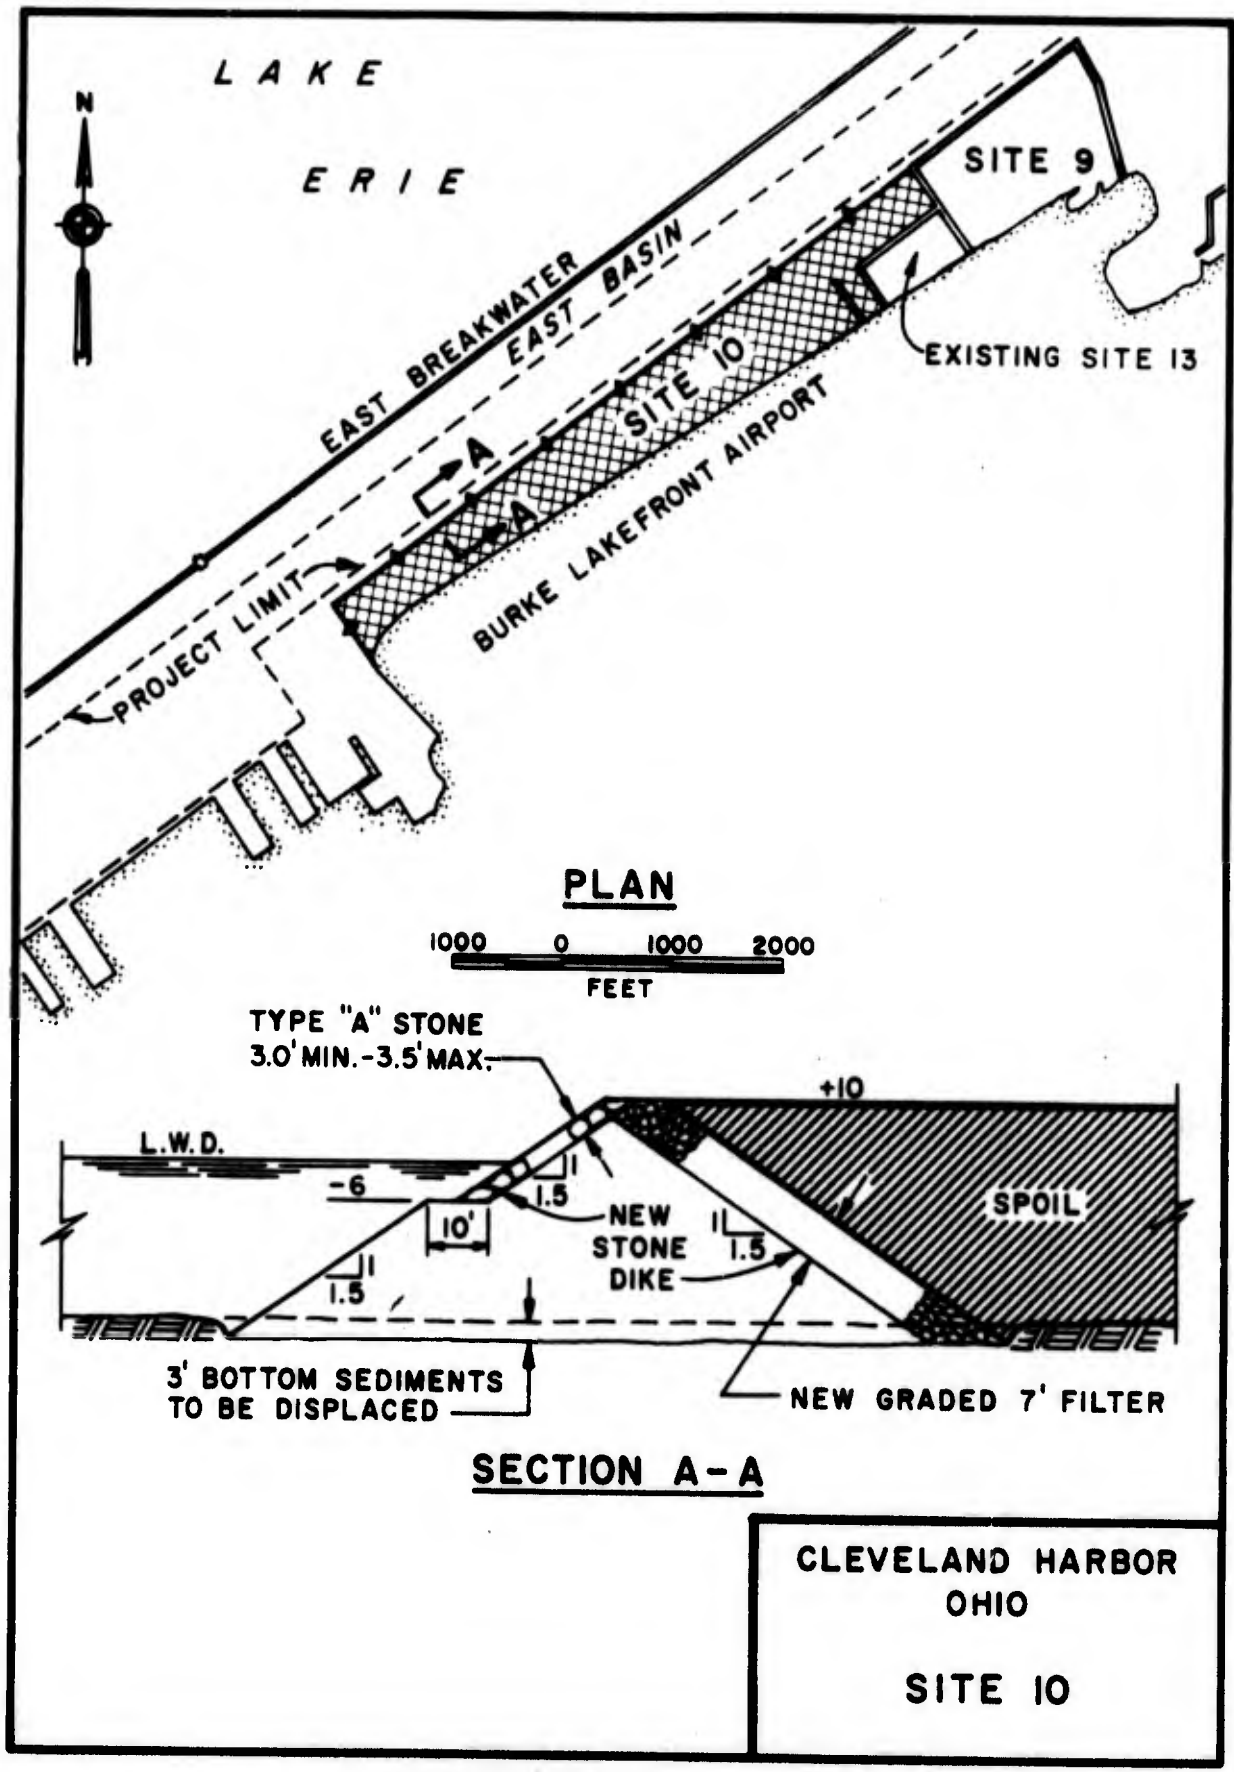 LAKE
ERIE
N
SITE 9
EAST BREAKWATER
EAST BASIN
SITE 10
EXISTING SITE 13
A
A
BURKE LAKEFRONT AIRPORT
PROJECT LIMIT
PLAN
1000 0 1000 2000
FEET
TYPE "A" STONE
3.0' MIN.-3.5' MAX.
+10
L.W.D.
-6
1
1.5
10'
NEW
STONE
DIKE
1
1.5
SPOIL
1
1.5
3' BOTTOM SEDIMENTS
TO BE DISPLACED
NEW GRADED 7' FILTER
SECTION A-A
CLEVELAND HARBOR
OHIO
SITE 10